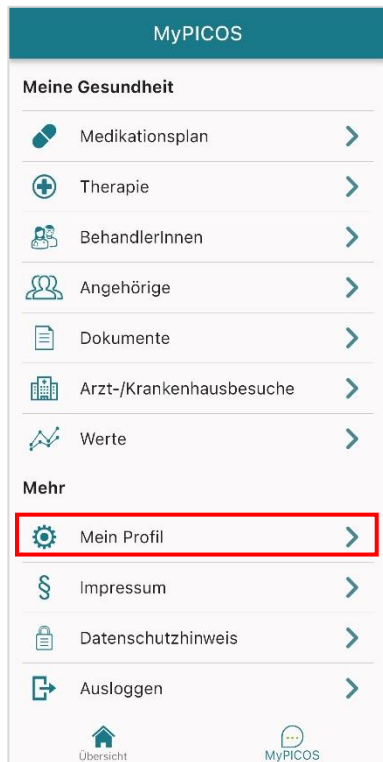 MyPICOS
Meine Gesundheit
Medikationsplan
Therapie
BehandlerInnen
Angehörige
Dokumente
Arzt-/Krankenhausbesuche
Werte
Mehr
Mein Profil
§ Impressum
Datenschutzhinweis
Ausloggen
Übersicht
MyPICOS